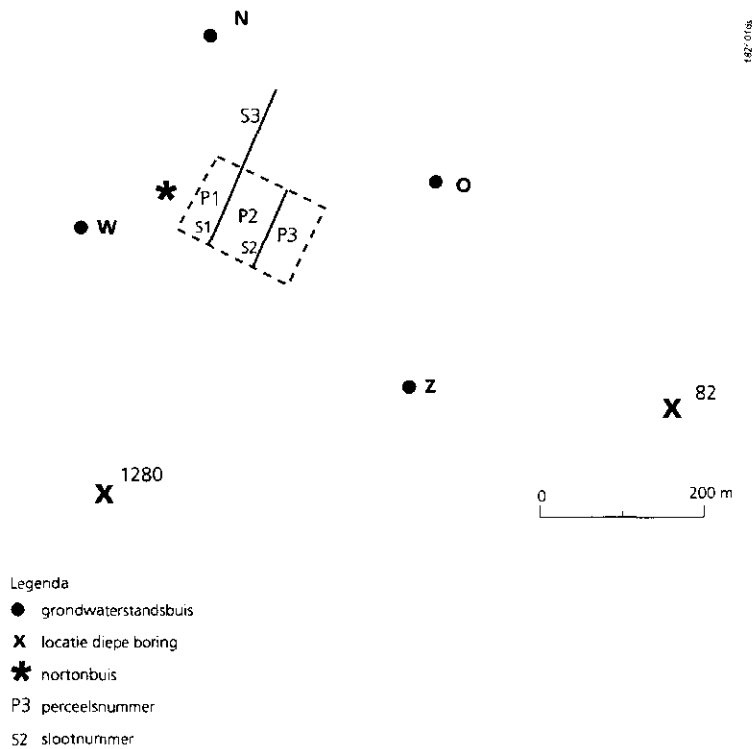 N
S3
O
P1
P2
S1
P3
S2
W
Z
82
1280
0 200 m
Legenda
grondwaterstandsbuis
X locatie diepe boring
nortonbuis
P3 perceelsnummer
S2 slootnummer